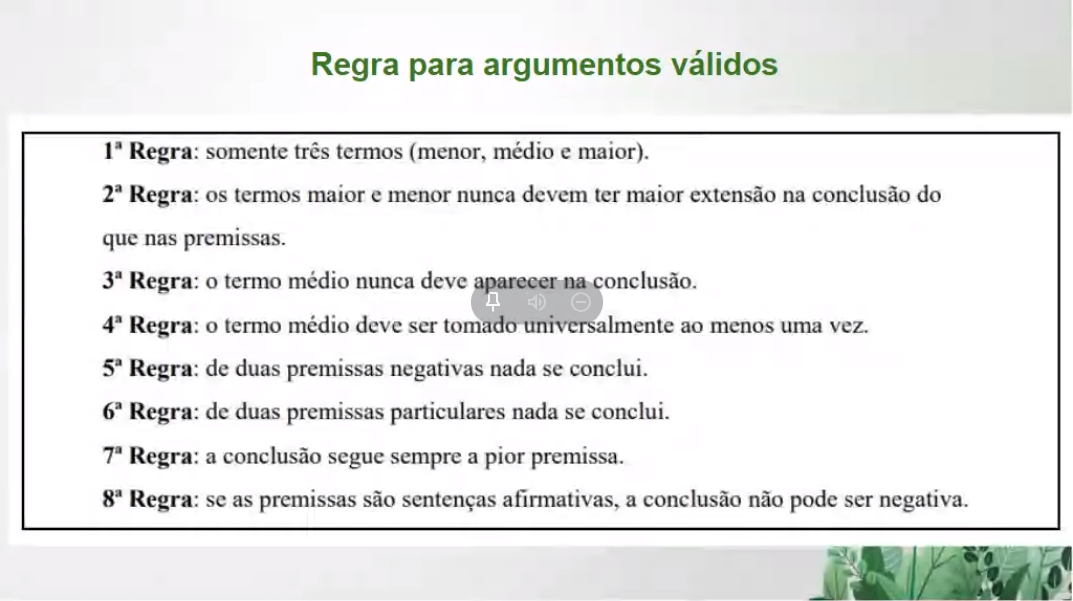 Regra para argumentos válidos
1ª Regra: somente três termos (menor, médio e maior).
2ª Regra: os termos maior e menor nunca devem ter maior extensão na conclusão do
que nas premissas.
3ª Regra: o termo médio nunca deve aparecer na conclusão.
4ª Regra: o termo médio deve ser tomado universalmente ao menos uma vez.
5ª Regra: de duas premissas negativas nada se conclui.
6ª Regra: de duas premissas particulares nada se conclui.
7ª Regra: a conclusão segue sempre a pior premissa.
8ª Regra: se as premissas são sentenças afirmativas, a conclusão não pode ser negativa.